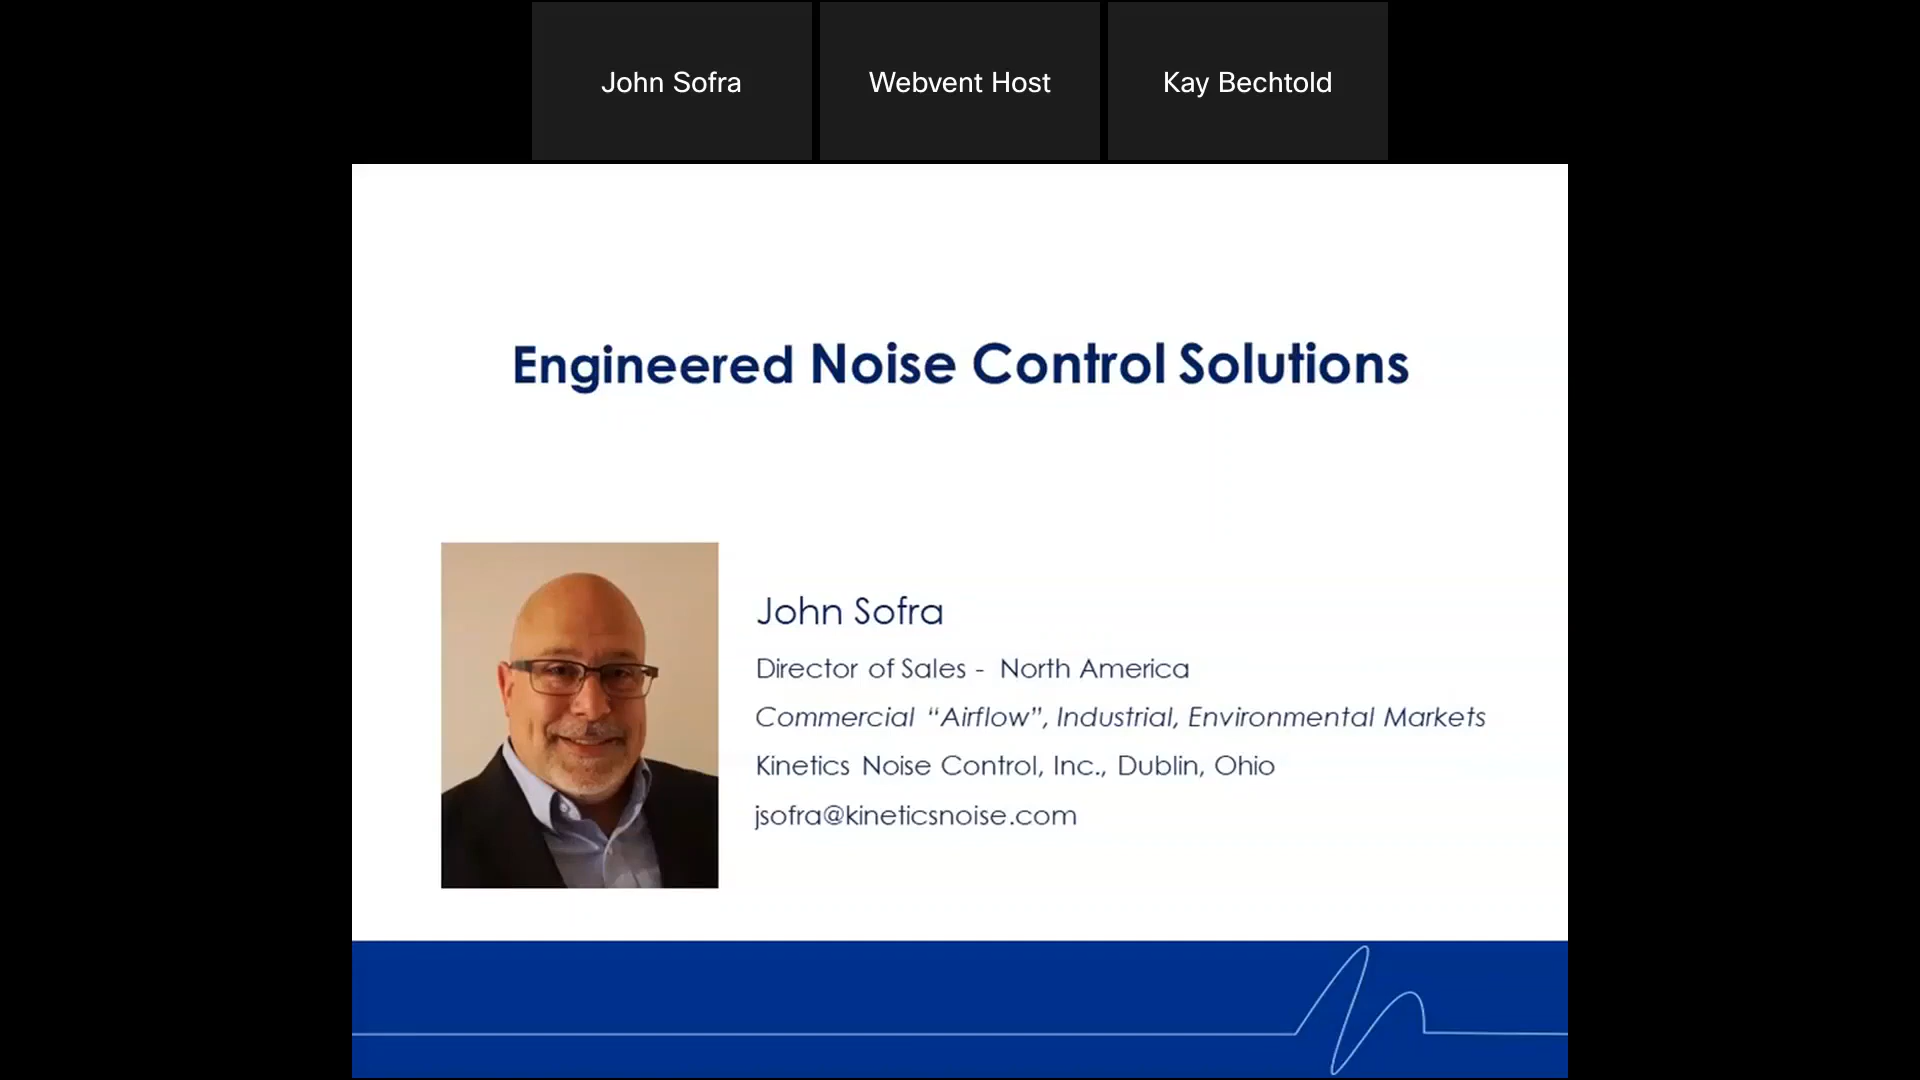 John Sofra
Webvent Host
Kay Bechtold
Engineered Noise Control Solutions
John Sofra
Director of Sales - North America
Commercial “Airflow”, Industrial, Environmental Markets
Kinetics Noise Control, Inc., Dublin, Ohio
jsofra@kineticsnoise.com